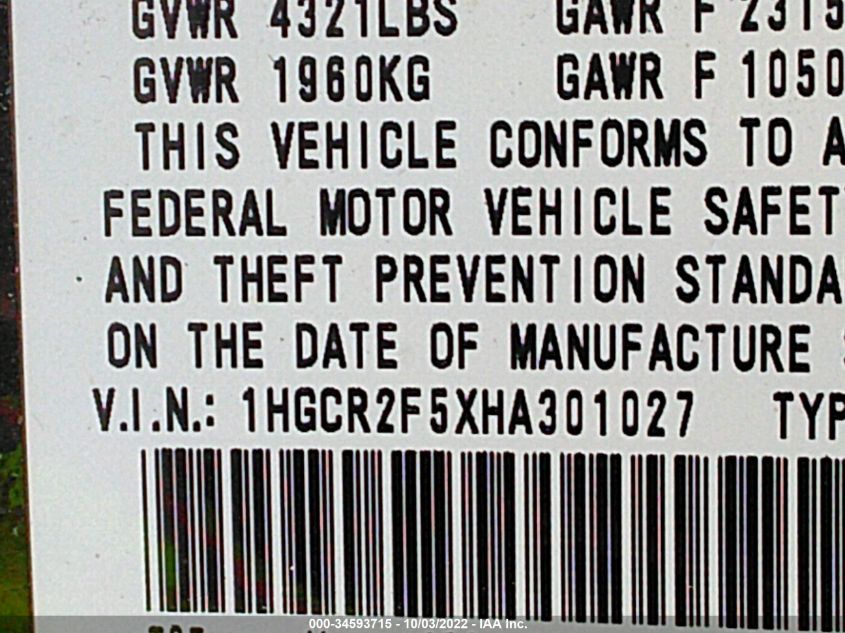 GVWR 4321LBS GAWR F 2315
GVWR 1960KG GAWR F 1050
THIS VEHICLE CONFORMS TO A
FEDERAL MOTOR VEHICLE SAFET
AND THEFT PREVENTION STANDA
ON THE DATE OF MANUFACTURE
V.I.N.: 1HGCR2F5XHA301027 TYP
000-34593715 - 10/03/2022 - IAA Inc.